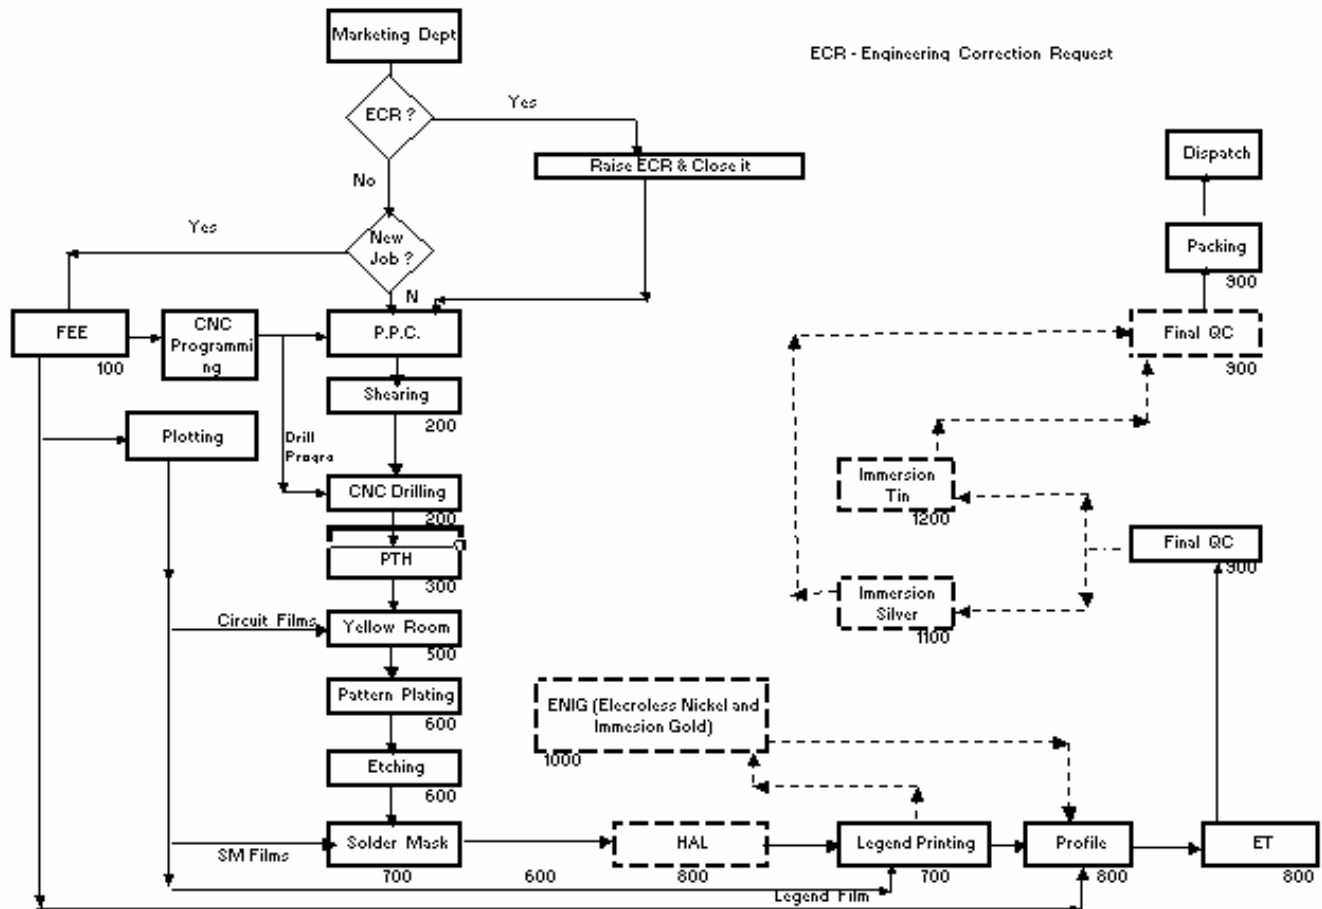 Marketing Dept
ECR - Engineering Correction Request
ECR ?
Yes
Raise ECR & Close it
Dispatch
No
Yes
New
Job ?
Packing
900
N
FEE
100
CNC
Programmi
ng
P.P.C.
Final QC
900
Shearing
200
Plotting
Drill
Progra
CNC Drilling
200
Immersion
Tin
1200
Final QC
900
PTH
300
Immersion
Silver
1100
Circuit Films
Yellow Room
500
Pattern Plating
600
ENIG (Elecroless Nickel and
Immesion Gold)
1000
Etching
600
Solder Mask
700
SM Films
600
HAL
800
Legend Printing
700
Profile
800
ET
800
Legend Film